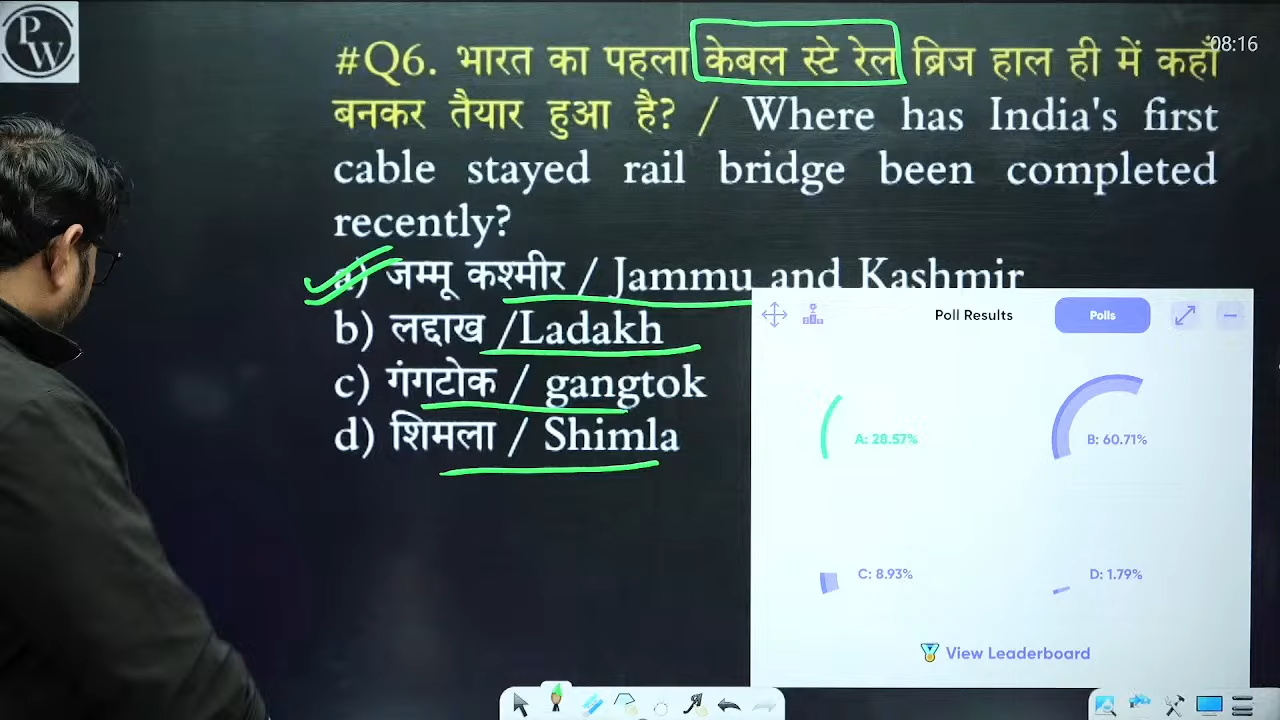 PW
08:16
#Q6. भारत का पहला केबल स्टे रेल ब्रिज हाल ही में कहाँ
बनकर तैयार हुआ है? / Where has India's first
cable stayed rail bridge been completed
recently?
a) जम्मू कश्मीर / Jammu and Kashmir
b) लद्दाख /Ladakh
c) गंगटोक / gangtok
d) शिमला / Shimla
Poll Results
Polls
A: 28.57%
B: 60.71%
C: 8.93%
D: 1.79%
View Leaderboard